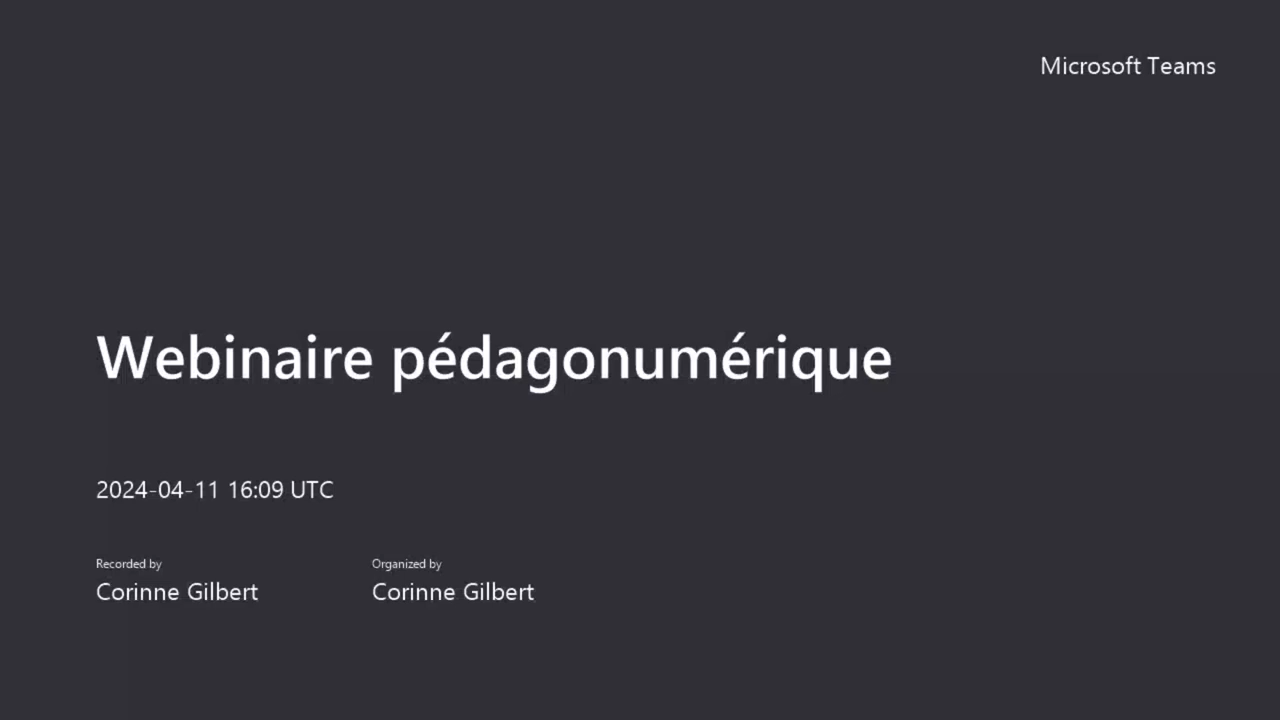 Microsoft Teams
Webinaire pédagonumérique
2024-04-11 16:09 UTC
Recorded by
Corinne Gilbert
Organized by
Corinne Gilbert